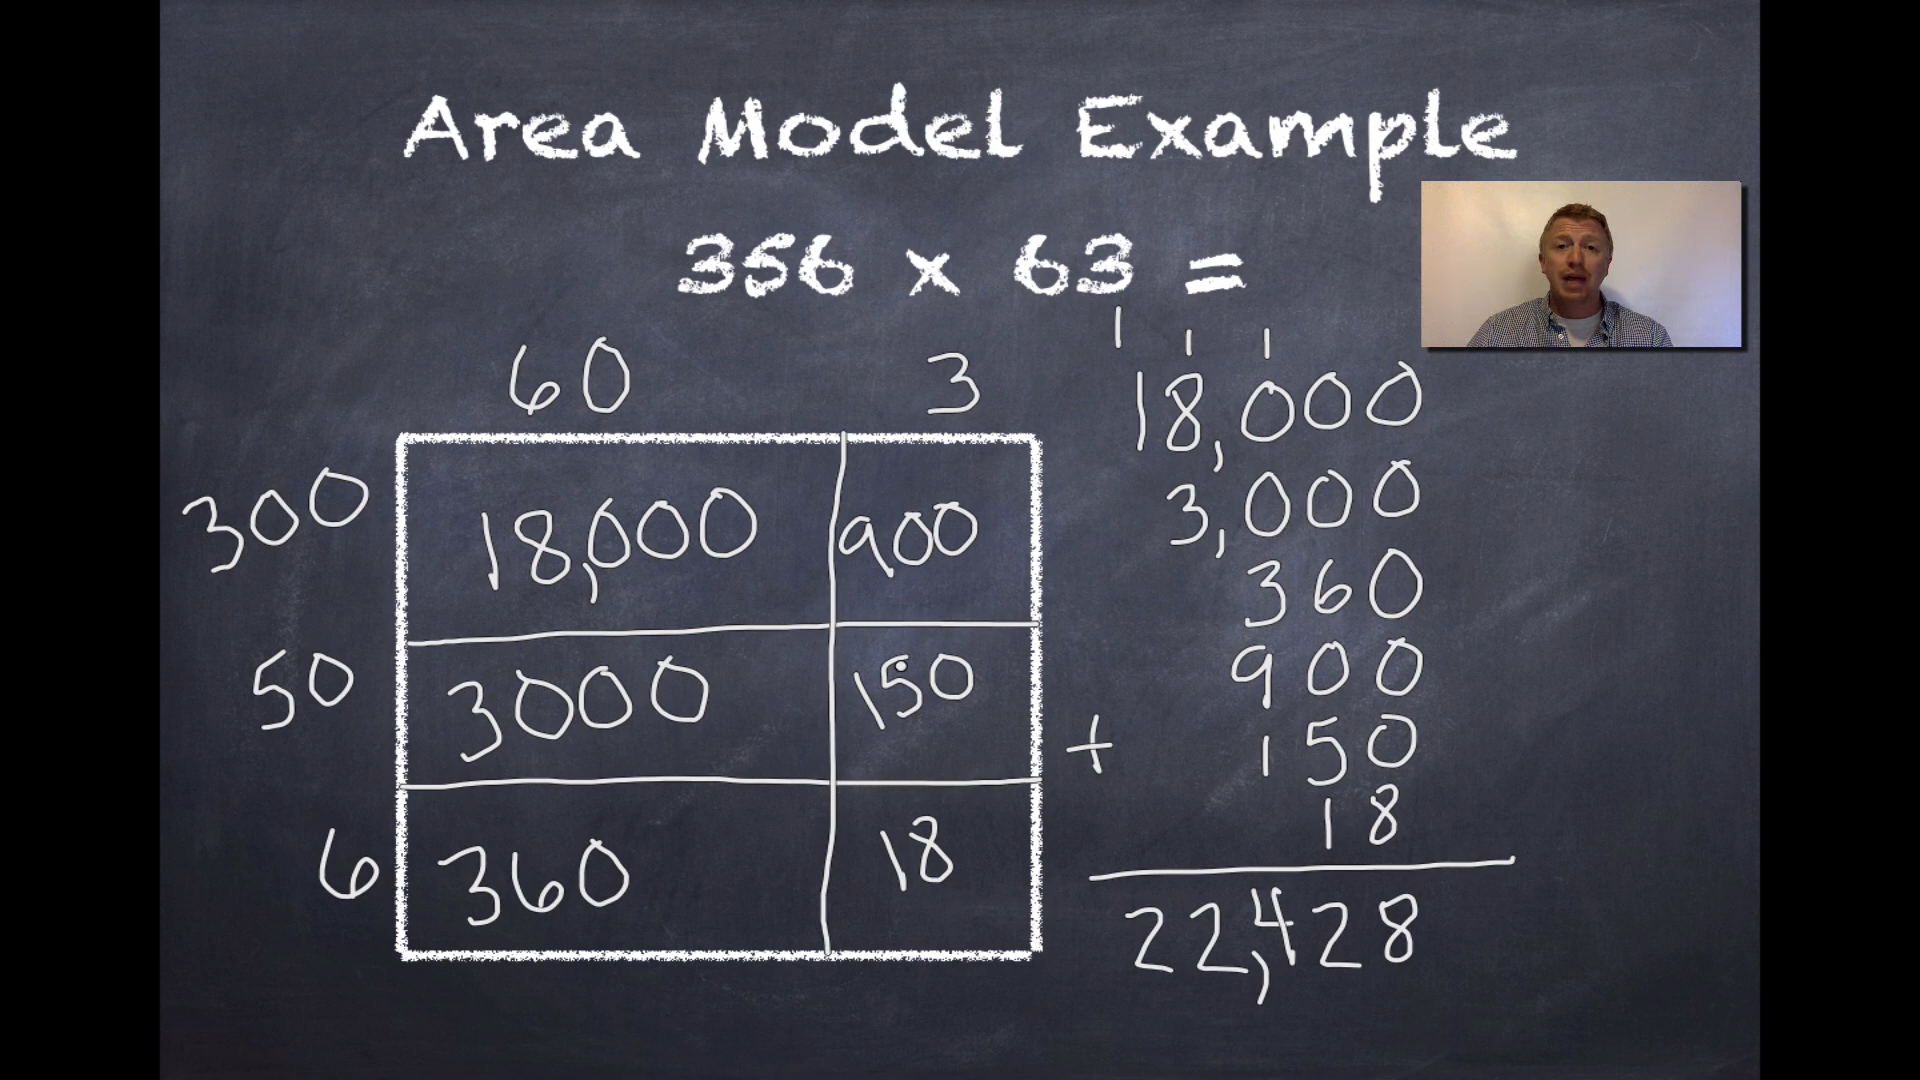 Area Model Example
356 x 63 =
60 3
300 18,000 900
50 3000 150
6 360 18
1 1 1
18,000
3,000
360
900
+ 150
18
22,428